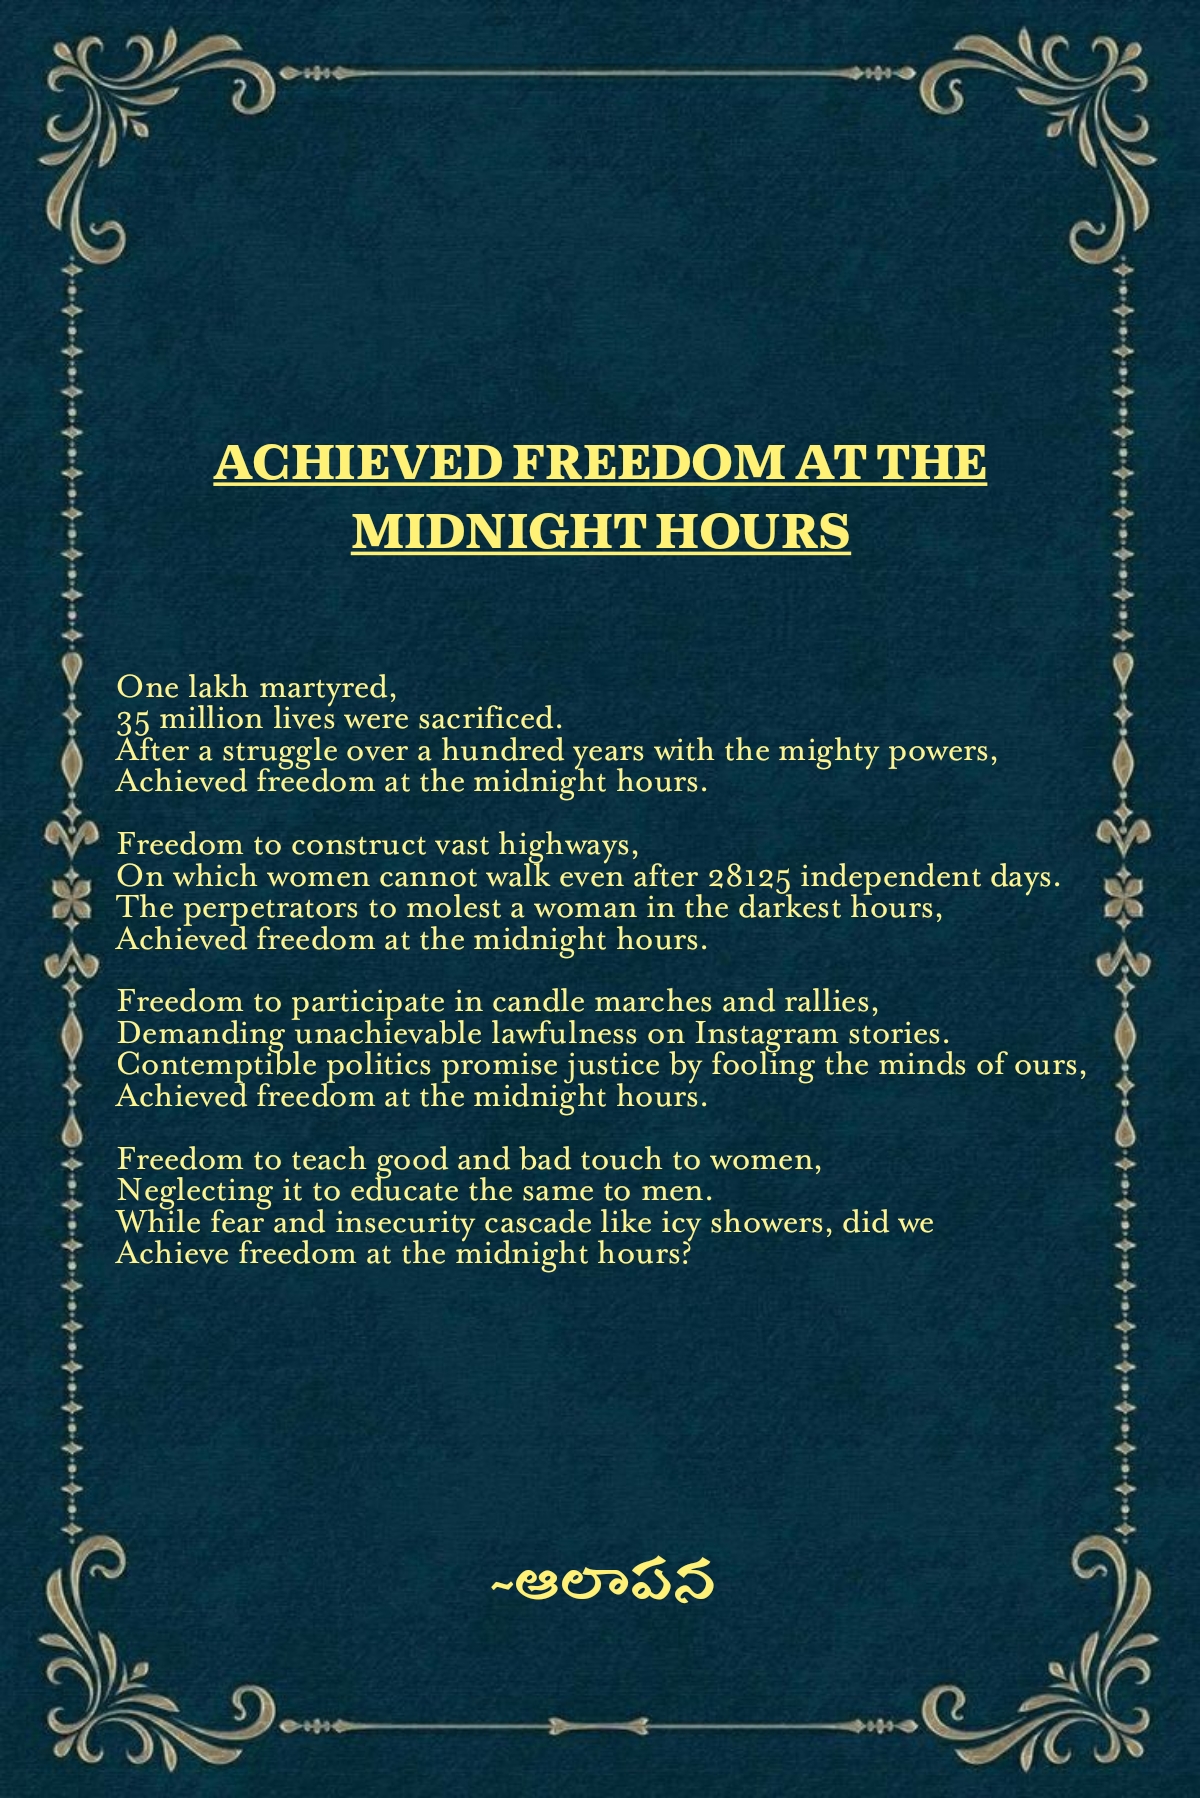 ACHIEVED FREEDOM AT THE
MIDNIGHT HOURS
One lakh martyred,
35 million lives were sacrificed.
After a struggle over a hundred years with the mighty powers,
Achieved freedom at the midnight hours.
Freedom to construct vast highways,
On which women cannot walk even after 28125 independent days.
The perpetrators to molest a woman in the darkest hours,
Achieved freedom at the midnight hours.
Freedom to participate in candle marches and rallies,
Demanding unachievable lawfulness on Instagram stories.
Contemptible politics promise justice by fooling the minds of ours,
Achieved freedom at the midnight hours.
Freedom to teach good and bad touch to women,
Neglecting it to educate the same to men.
While fear and insecurity cascade like icy showers, did we
Achieve freedom at the midnight hours?
~ఆలాపన